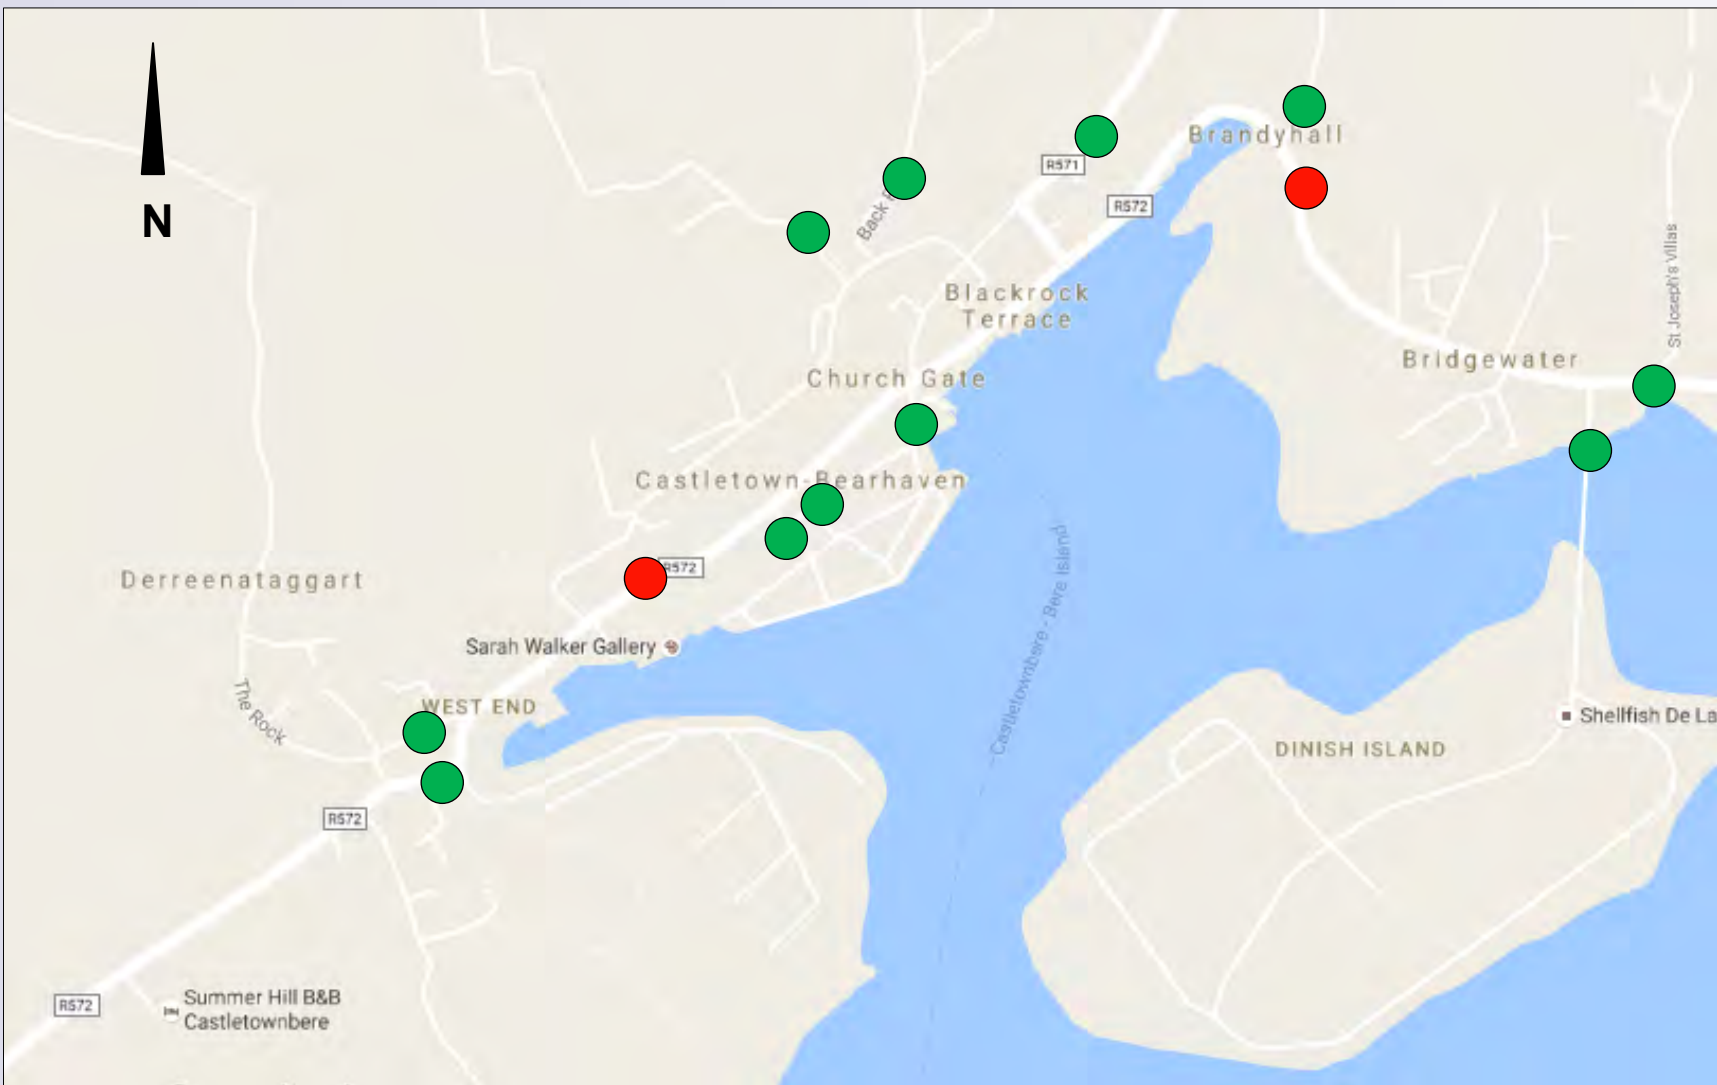 Brandyhall
R571
R572
Back
N
St Joseph's Villas
Blackrock
Terrace
Bridgewater
Church Gate
Castletown-Bearhaven
R572
Derreenataggart
Castletownbere - Bere Island
Sarah Walker Gallery
The Rock
WEST END
Shellfish De La
DINISH ISLAND
R572
Summer Hill B&B
Castletownbere
R572